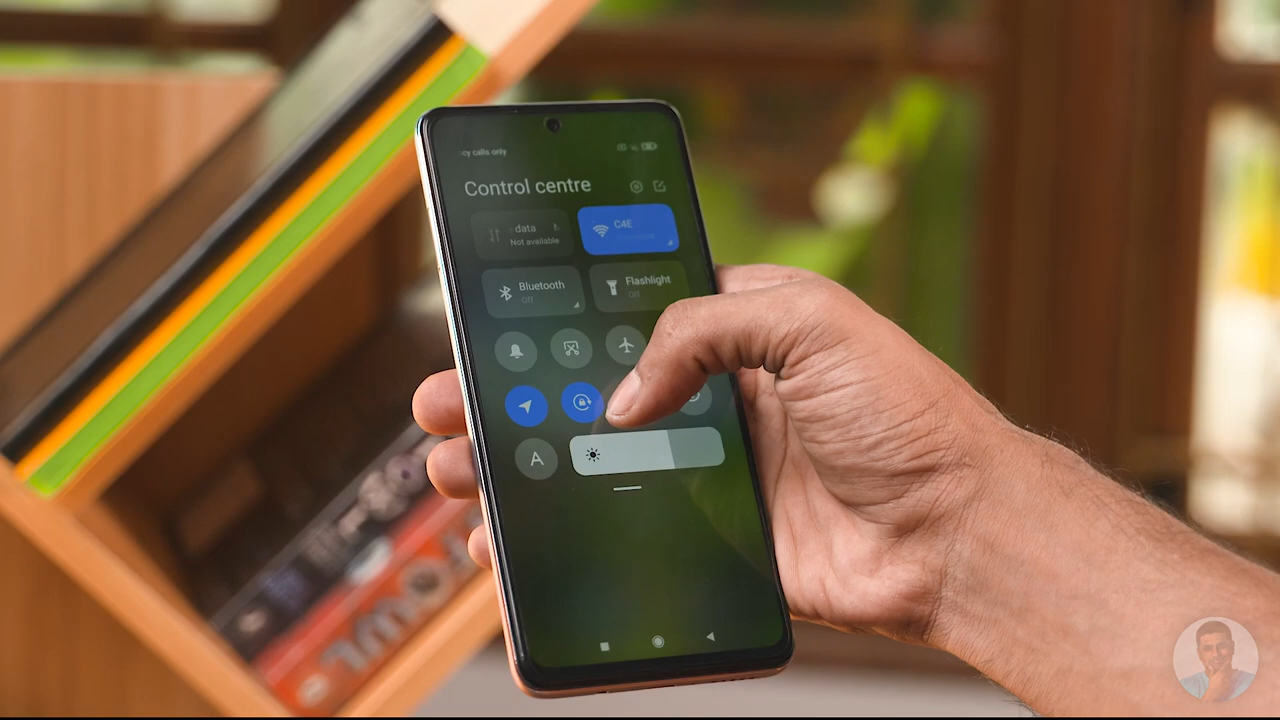 cy calls only
Control centre
data
Not available
C4E
Bluetooth
Off
Flashlight
Off
A